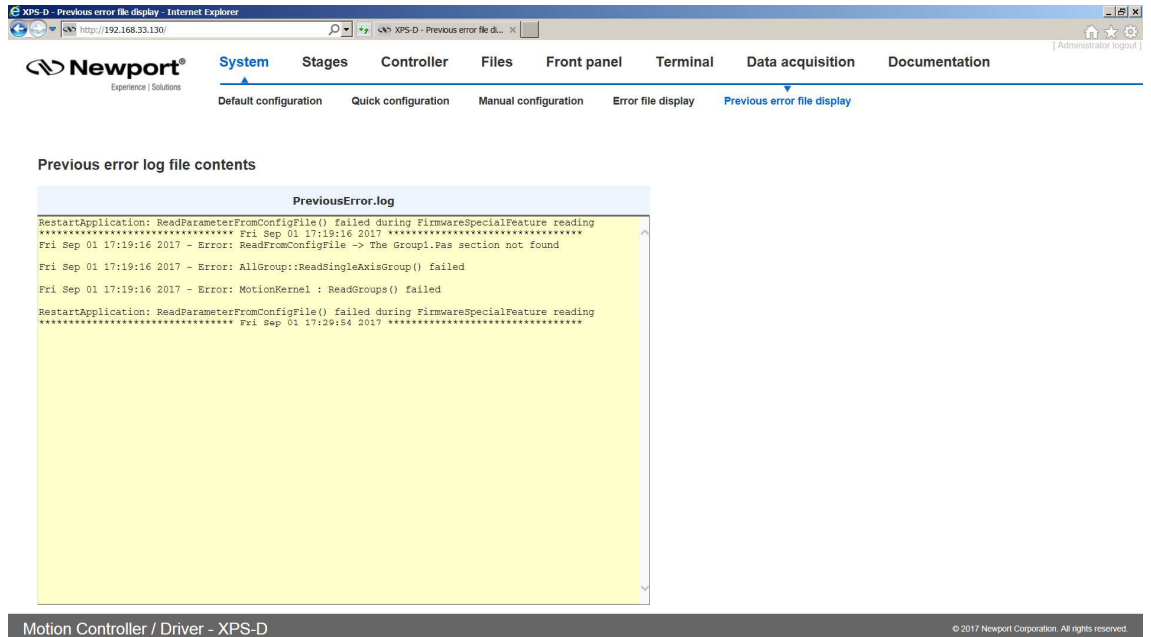 XPS-D - Previous error file display - Internet Explorer
http://192.168.33.130/
XPS-D - Previous error file di...
[ Administrator logout ]
Newport®
Experience | Solutions
System Stages Controller Files Front panel Terminal Data acquisition Documentation
Default configuration Quick configuration Manual configuration Error file display Previous error file display
Previous error log file contents
PreviousError.log
RestartApplication: ReadParameterFromConfigFile() failed during FirmwareSpecialFeature reading
********************************* Fri Sep 01 17:19:16 2017 *********************************
Fri Sep 01 17:19:16 2017 - Error: ReadFromConfigFile -> The Group1.Pas section not found
Fri Sep 01 17:19:16 2017 - Error: AllGroup::ReadSingleAxisGroup() failed
Fri Sep 01 17:19:16 2017 - Error: MotionKernel : ReadGroups() failed
RestartApplication: ReadParameterFromConfigFile() failed during FirmwareSpecialFeature reading
********************************* Fri Sep 01 17:29:54 2017 *********************************
Motion Controller / Driver - XPS-D
© 2017 Newport Corporation. All rights reserved.